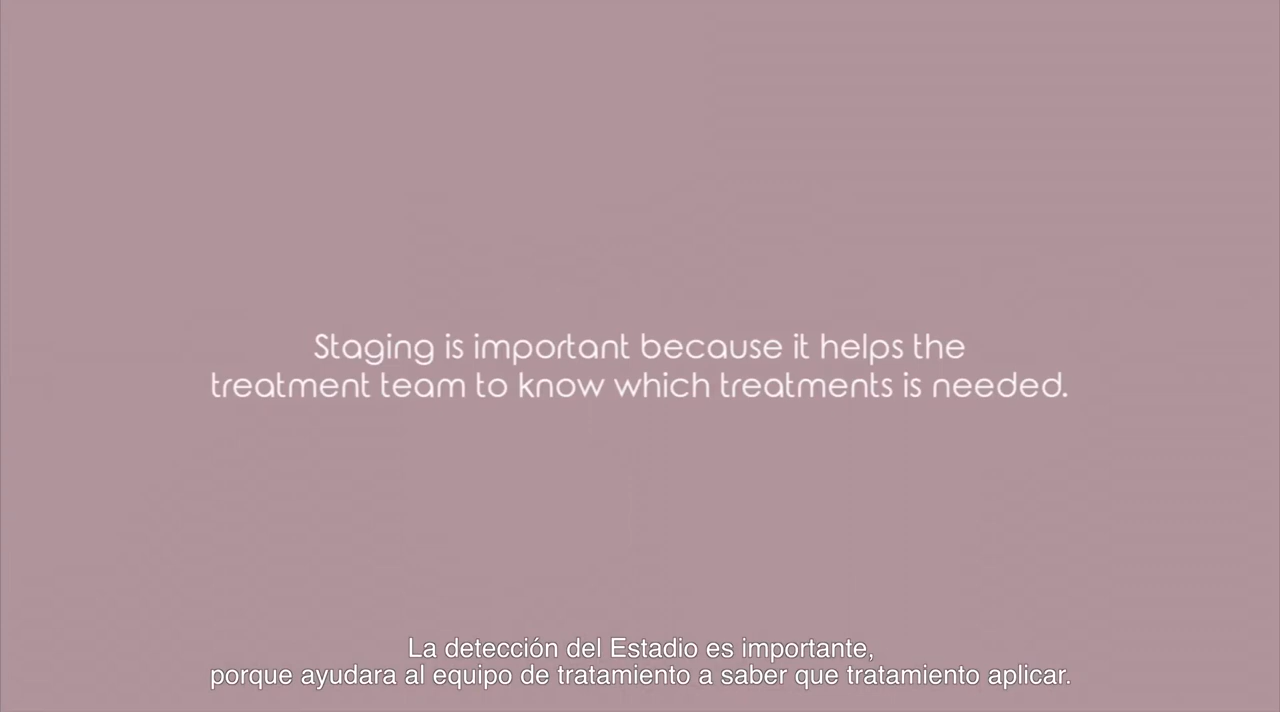 Staging is important because it helps the
treatment team to know which treatments is needed.
La detección del Estadio es importante,
porque ayudara al equipo de tratamiento a saber que tratamiento aplicar.